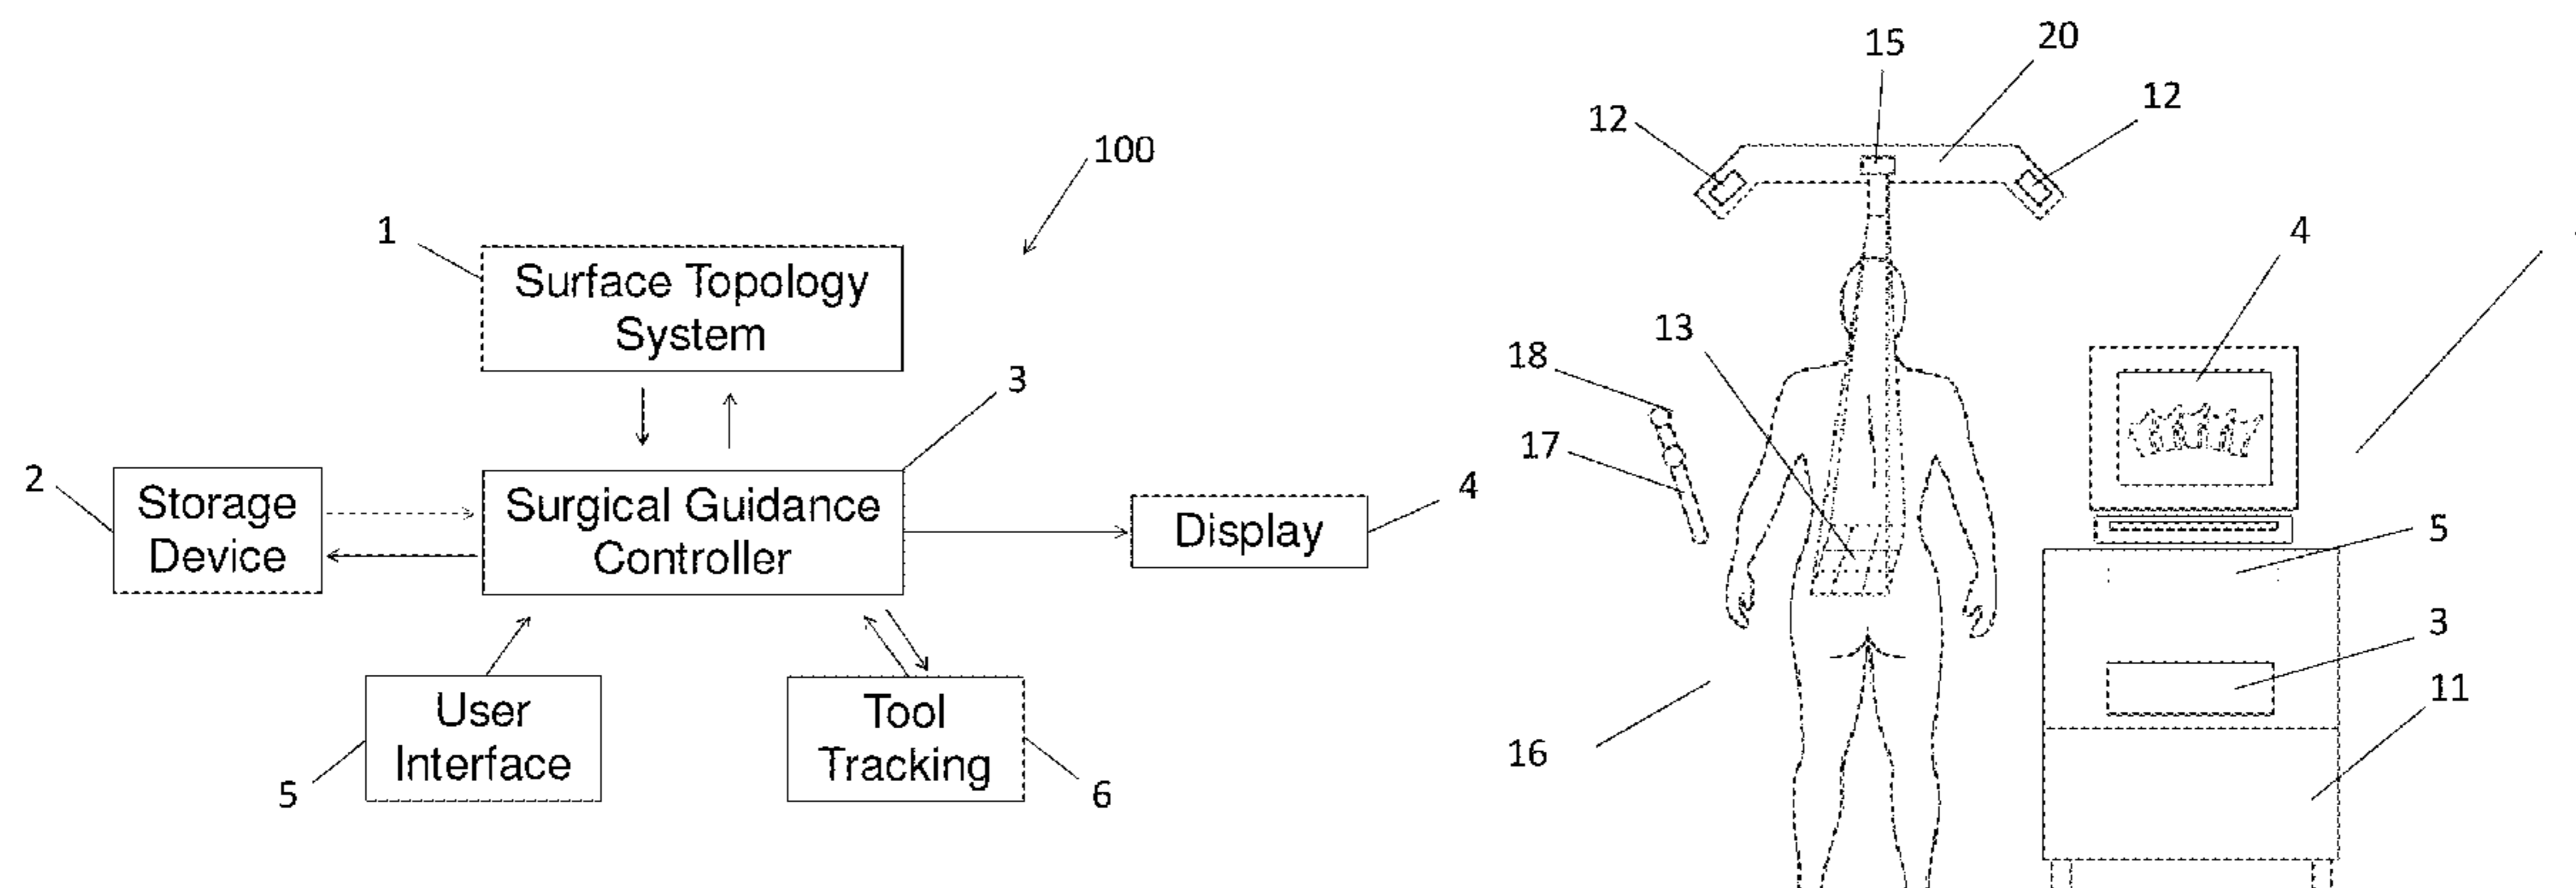 100
1
Surface Topology
System
3
2
Storage
Device
Surgical Guidance
Controller
4
Display
User
Interface
5
Tool
Tracking
6
15
20
12
12
4
13
18
17
5
3
11
16